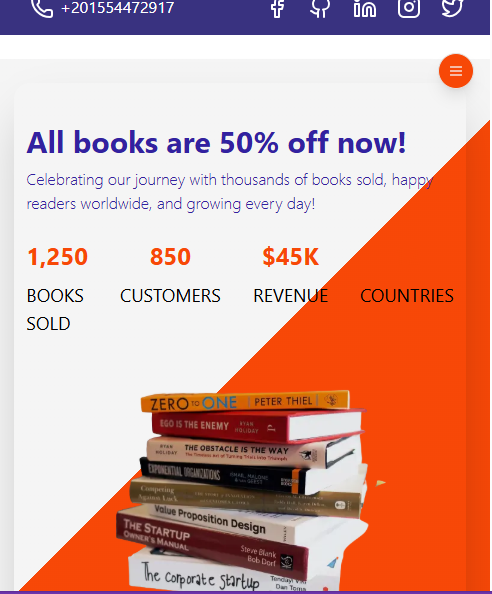 +201554472917
All books are 50% off now!
Celebrating our journey with thousands of books sold, happy
readers worldwide, and growing every day!
1,250 850 $45K
BOOKS CUSTOMERS REVENUE COUNTRIES
SOLD
ZERO TO ONE PETER THIEL
EGO IS THE ENEMY RYAN HOLIDAY
RYAN HOLIDAY THE OBSTACLE IS THE WAY
The Timeless Art of Turning Trials into Triumph
EXPONENTIAL ORGANIZATIONS
Competing
Against Luck
Value Proposition Design
THE STARTUP
OWNER'S MANUAL
Steve Blank
Bob Dorf
The corporate startup
Tendayi Viki
Dan Toma